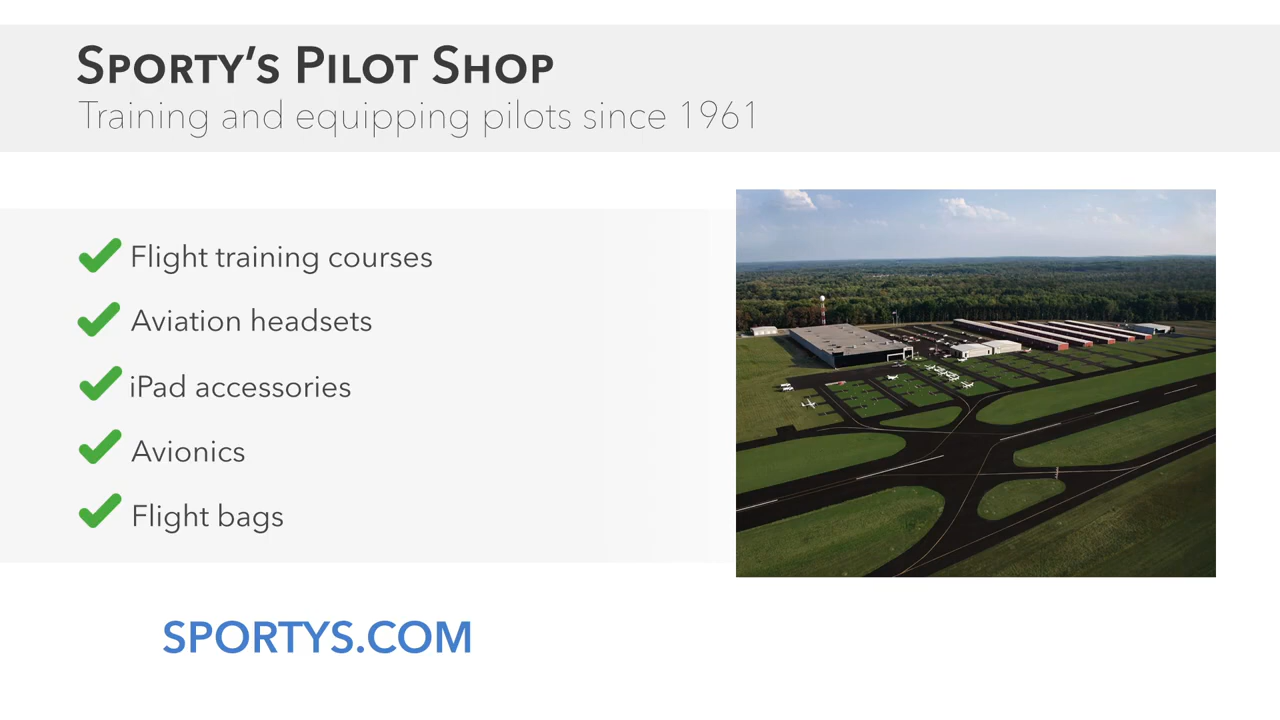 Sporty's Pilot Shop
Training and equipping pilots since 1961
Flight training courses
Aviation headsets
iPad accessories
Avionics
Flight bags
SPORTYS.COM